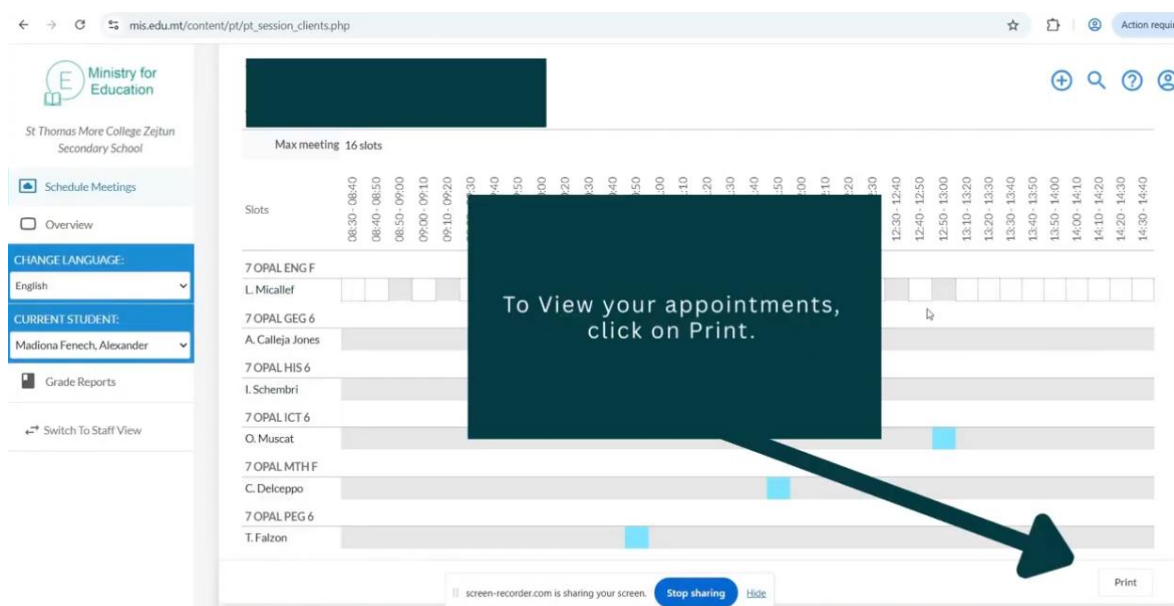 mis.edu.mt/content/pt/pt_session_clients.php
Action requir
Ministry for
Education
St Thomas More College Zejtun
Secondary School
Schedule Meetings
Overview
CHANGE LANGUAGE:
English
CURRENT STUDENT:
Madiona Fenech, Alexander
Grade Reports
Switch To Staff View
Max meeting 16 slots
Slots
08:30 - 08:40
08:40 - 08:50
08:50 - 09:00
09:00 - 09:10
09:10 - 09:20
12:30 - 12:40
12:40 - 12:50
12:50 - 13:00
13:10 - 13:20
13:20 - 13:30
13:30 - 13:40
13:40 - 13:50
13:50 - 14:00
14:00 - 14:10
14:10 - 14:20
14:20 - 14:30
14:30 - 14:40
7 OPAL ENG F
L. Micallef
7 OPAL GEG 6
A. Calleja Jones
7 OPAL HIS 6
I. Schembri
7 OPAL ICT 6
O. Muscat
7 OPAL MTH F
C. Delceppo
7 OPAL PEG 6
T. Falzon
To View your appointments,
click on Print.
Print
screen-recorder.com is sharing your screen.
Stop sharing
Hide